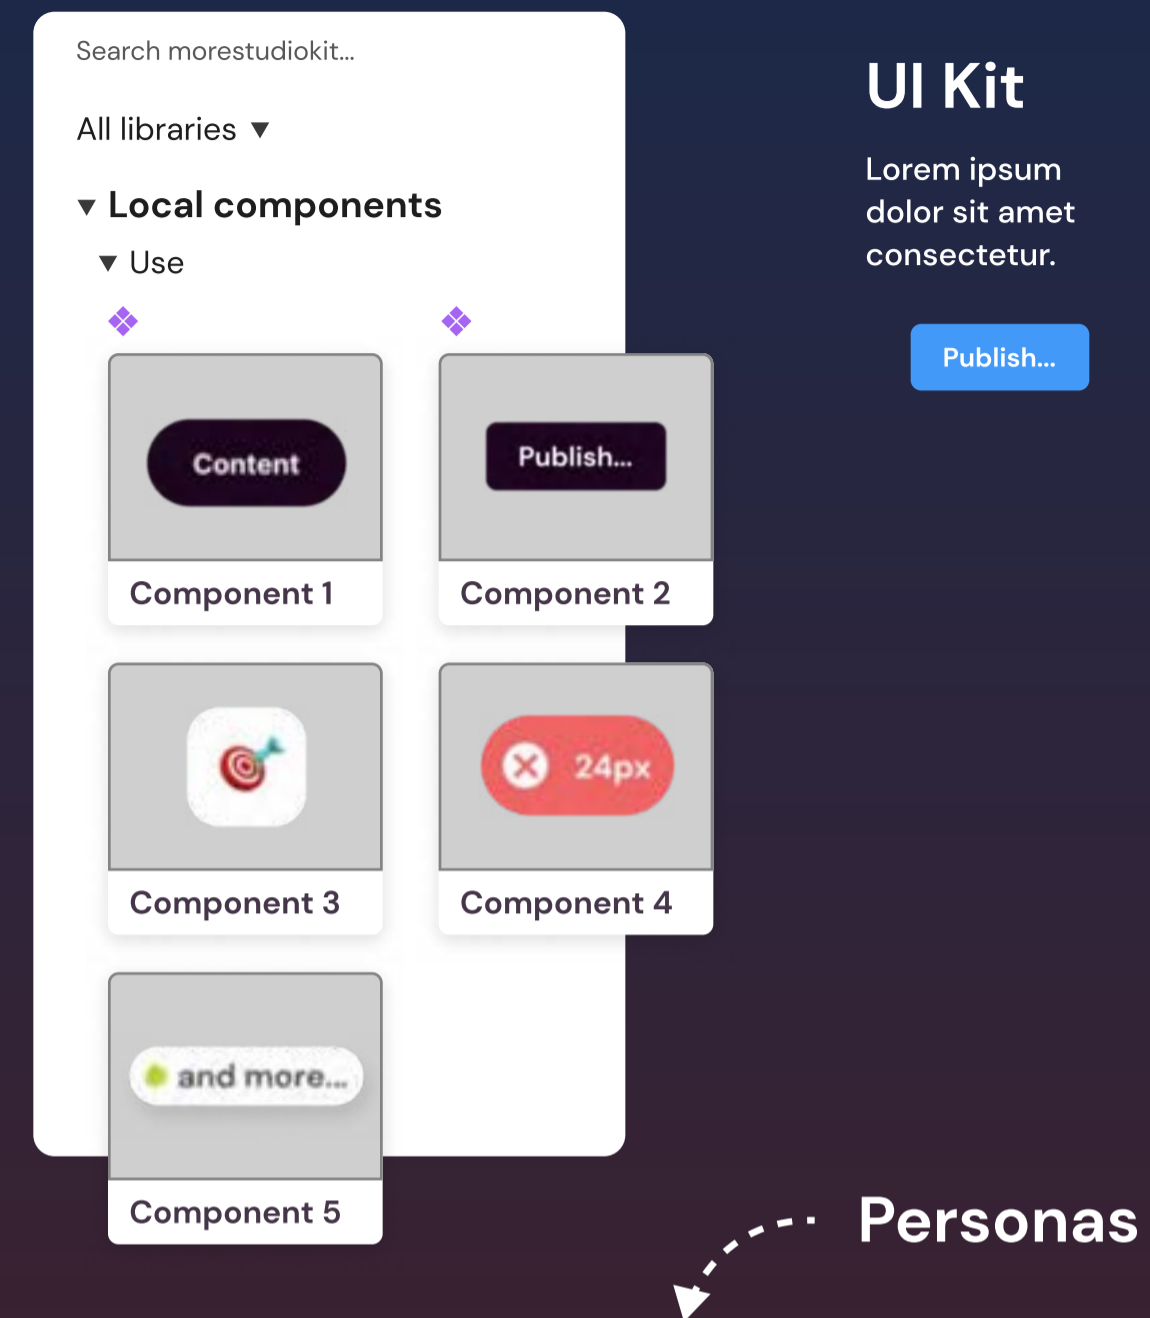 Search morestudiokit...
All libraries
Local components
Use
Content
Component 1
Publish...
Component 2
Component 3
24px
Component 4
and more...
Component 5
UI Kit
Lorem ipsum
dolor sit amet
consectetur.
Publish...
Personas